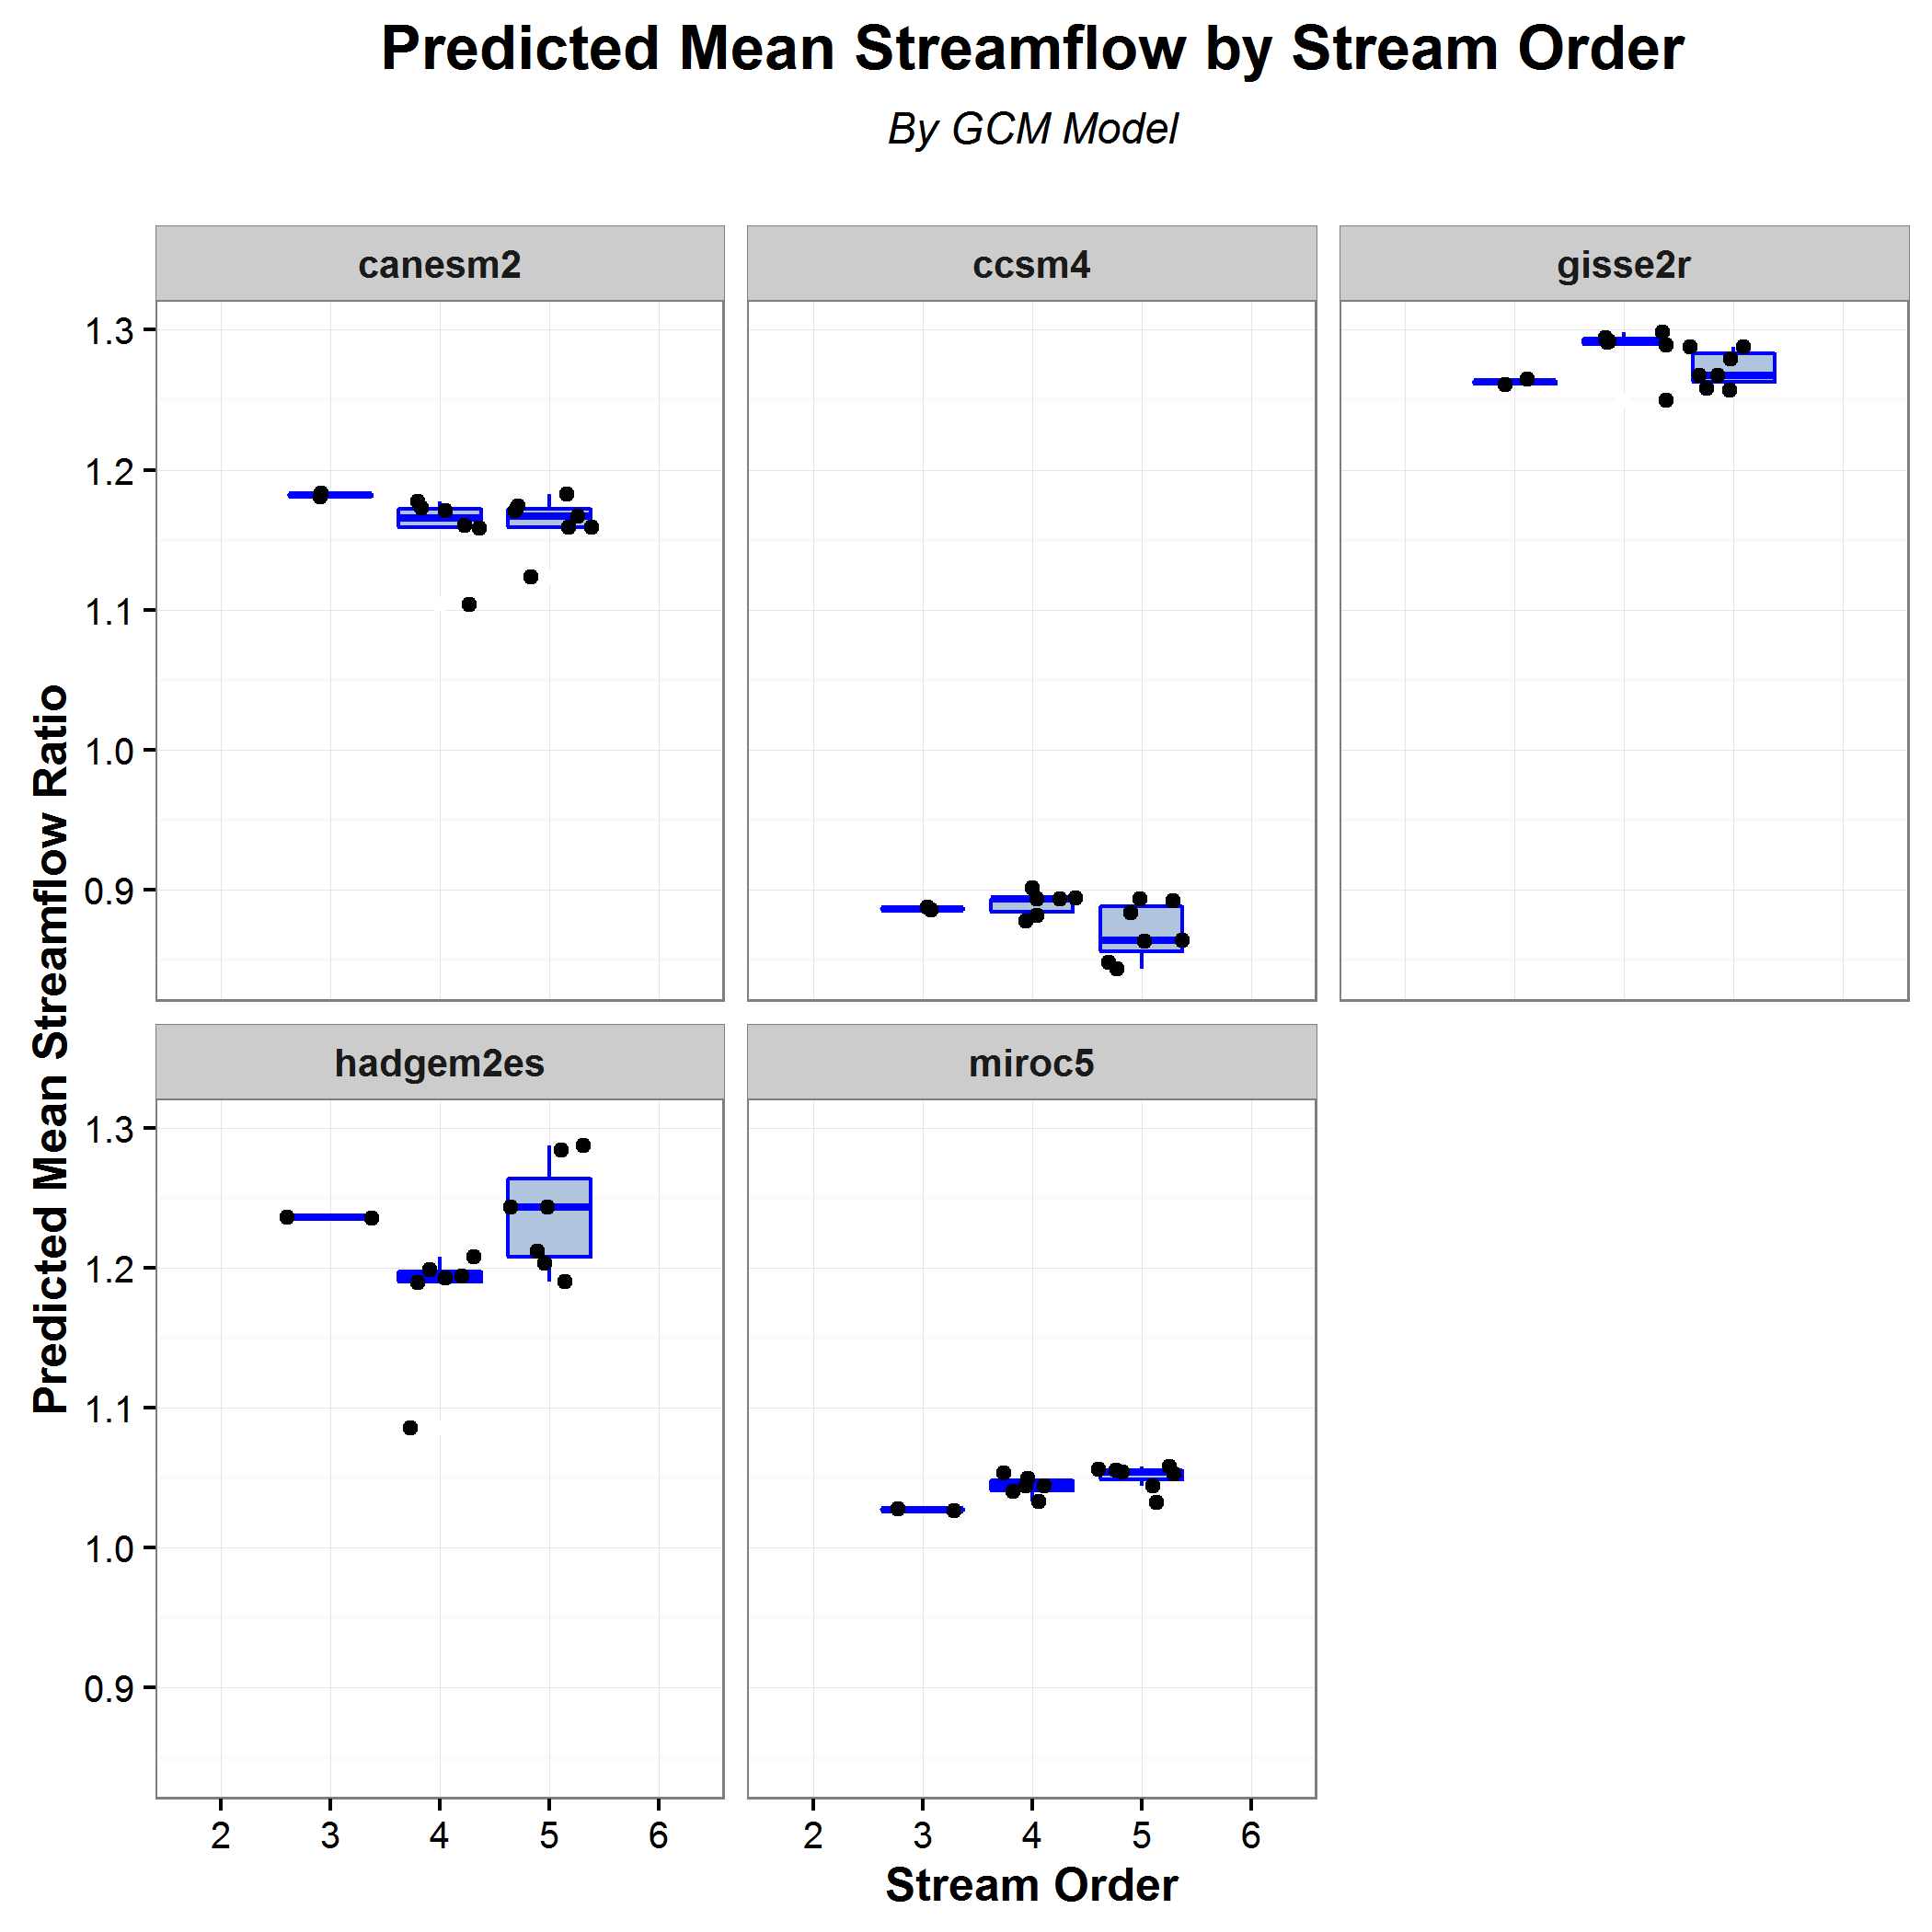 Predicted Mean Streamflow by Stream Order
By GCM Model
canesm2
ccsm4
gisse2r
1.3
1.2
1.1
1.0
0.9
hadgem2es
miroc5
1.3
1.2
1.1
1.0
0.9
Predicted Mean Streamflow Ratio
2 3 4 5 6
2 3 4 5 6
Stream Order